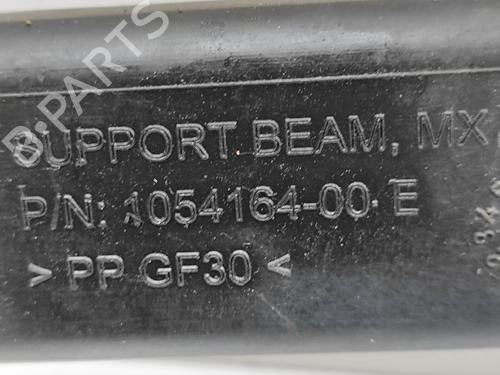 B-PARTS
SUPPORT BEAM, MX
P/N: 1054164-00 E
> PP GF30 <